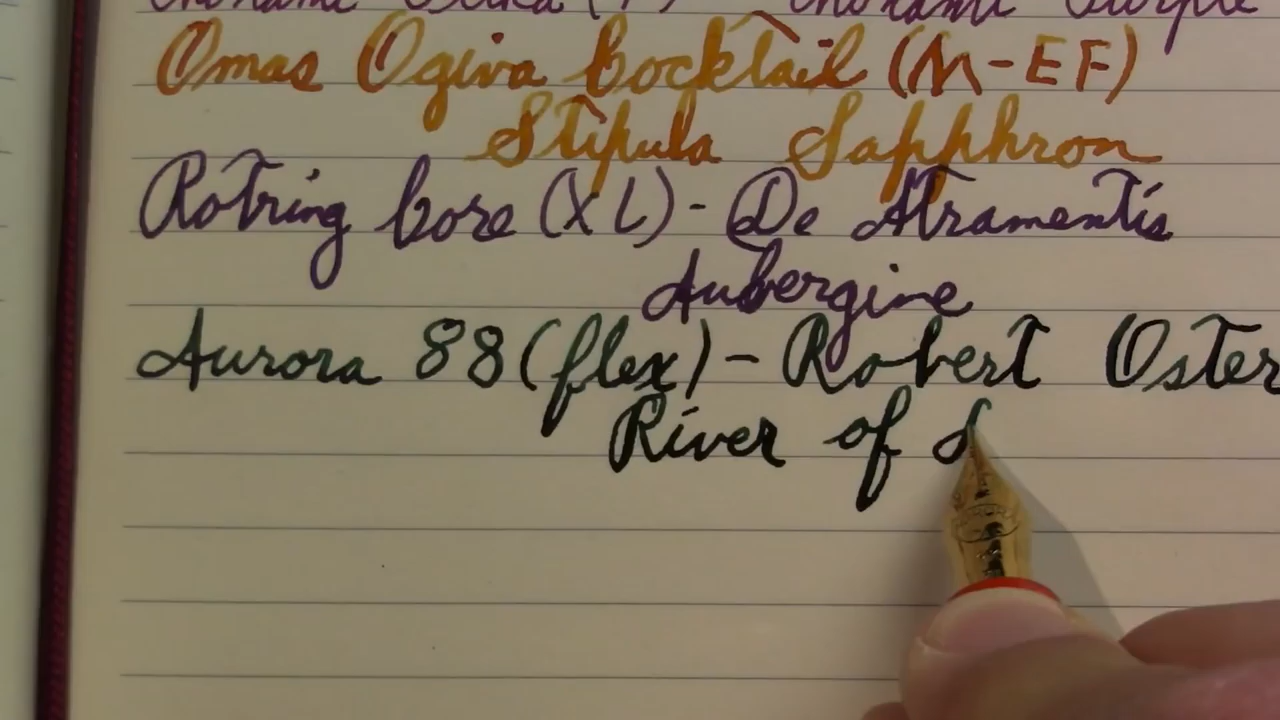 Omas Ogiva Cocktail (M-EF)
Stipula Sapphron
Rotring Core (XL)- De Atramentis
Aubergine
Aurora 88 (flex) - Robert Oster
River of